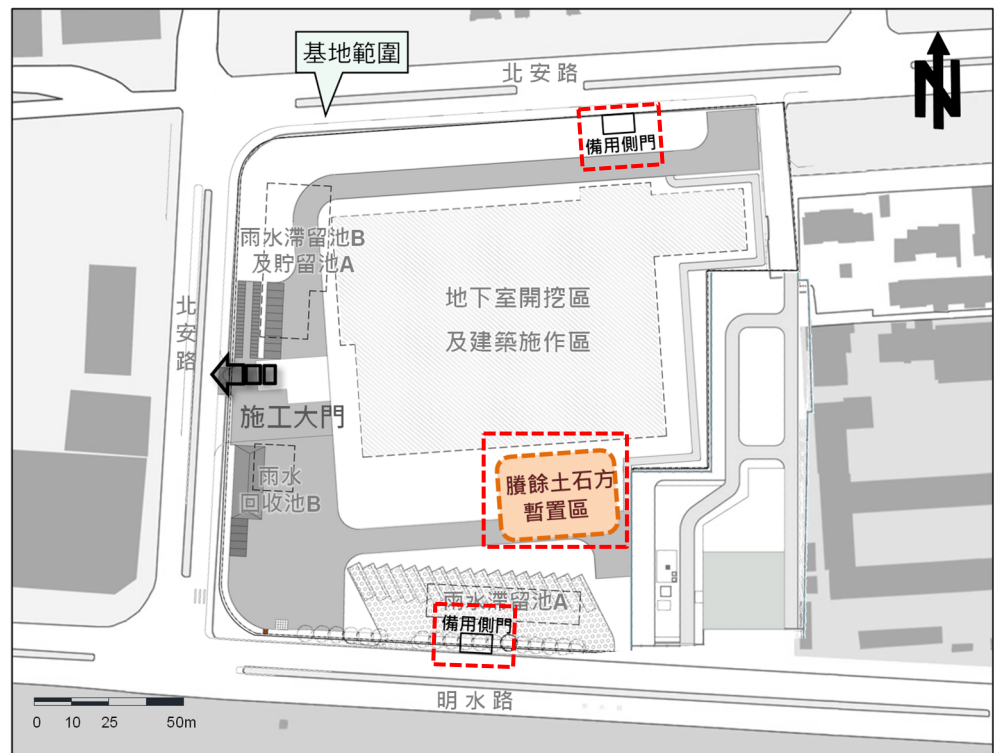 基地範圍
北安路
N
備用側門
雨水滯留池B
及貯留池A
地下室開挖區
及建築施作區
北安路
施工大門
雨水
回收池B
賸餘土石方
暫置區
雨水滯留池A
備用側門
明水路
0 10 25 50m